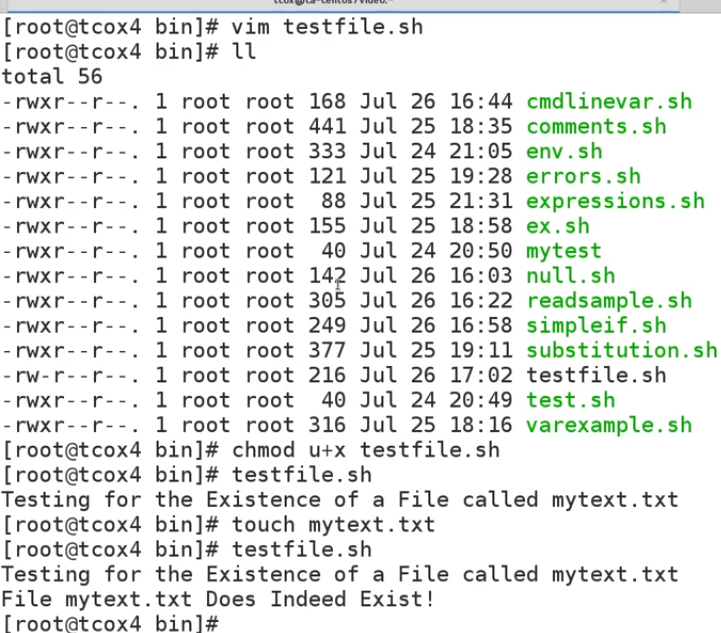 [root@tcox4 bin]# vim testfile.sh
[root@tcox4 bin]# ll
total 56
-rwxr--r--. 1 root root 168 Jul 26 16:44 cmdlinevar.sh
-rwxr--r--. 1 root root 441 Jul 25 18:35 comments.sh
-rwxr--r--. 1 root root 333 Jul 24 21:05 env.sh
-rwxr--r--. 1 root root 121 Jul 25 19:28 errors.sh
-rwxr--r--. 1 root root  88 Jul 25 21:31 expressions.sh
-rwxr--r--. 1 root root 155 Jul 25 18:58 ex.sh
-rwxr--r--. 1 root root  40 Jul 24 20:50 mytest
-rwxr--r--. 1 root root 142 Jul 26 16:03 null.sh
-rwxr--r--. 1 root root 305 Jul 26 16:22 readsample.sh
-rwxr--r--. 1 root root 249 Jul 26 16:58 simpleif.sh
-rwxr--r--. 1 root root 377 Jul 25 19:11 substitution.sh
-rw-r--r--. 1 root root 216 Jul 26 17:02 testfile.sh
-rwxr--r--. 1 root root  40 Jul 24 20:49 test.sh
-rwxr--r--. 1 root root 316 Jul 25 18:16 varexample.sh
[root@tcox4 bin]# chmod u+x testfile.sh
[root@tcox4 bin]# testfile.sh
Testing for the Existence of a File called mytext.txt
[root@tcox4 bin]# touch mytext.txt
[root@tcox4 bin]# testfile.sh
Testing for the Existence of a File called mytext.txt
File mytext.txt Does Indeed Exist!
[root@tcox4 bin]#